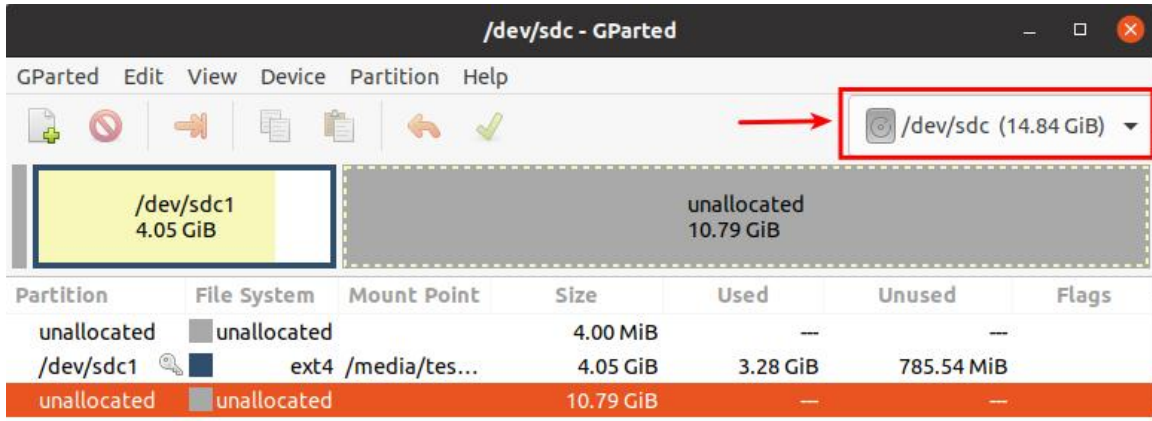 /dev/sdc - GParted
GParted Edit View Device Partition Help
/dev/sdc (14.84 GiB)
/dev/sdc1
4.05 GiB
unallocated
10.79 GiB
Partition File System Mount Point Size Used Unused Flags
unallocated unallocated 4.00 MiB --- ---
/dev/sdc1 ext4 /media/tes... 4.05 GiB 3.28 GiB 785.54 MiB
unallocated unallocated 10.79 GiB --- ---